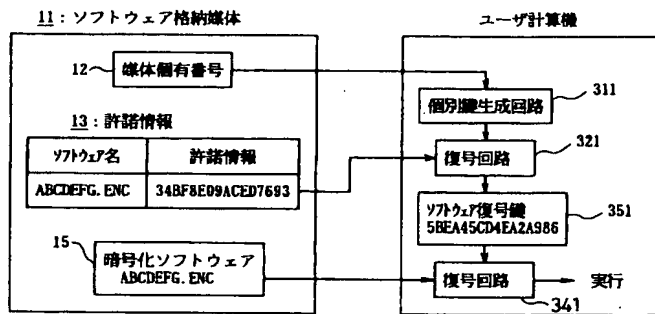 11：ソフトウェア格納媒体
12
媒体個有番号
13：許諾情報
ソフトウェア名
許諾情報
ABCDEFG.ENC
34BF8E09ACED7693
15
暗号化ソフトウェア
ABCDEFG.ENC
ユーザ計算機
311
個別鍵生成回路
321
復号回路
ソフトウェア復号鍵
5BEA45CD4EA2A986
351
復号回路
実行
341